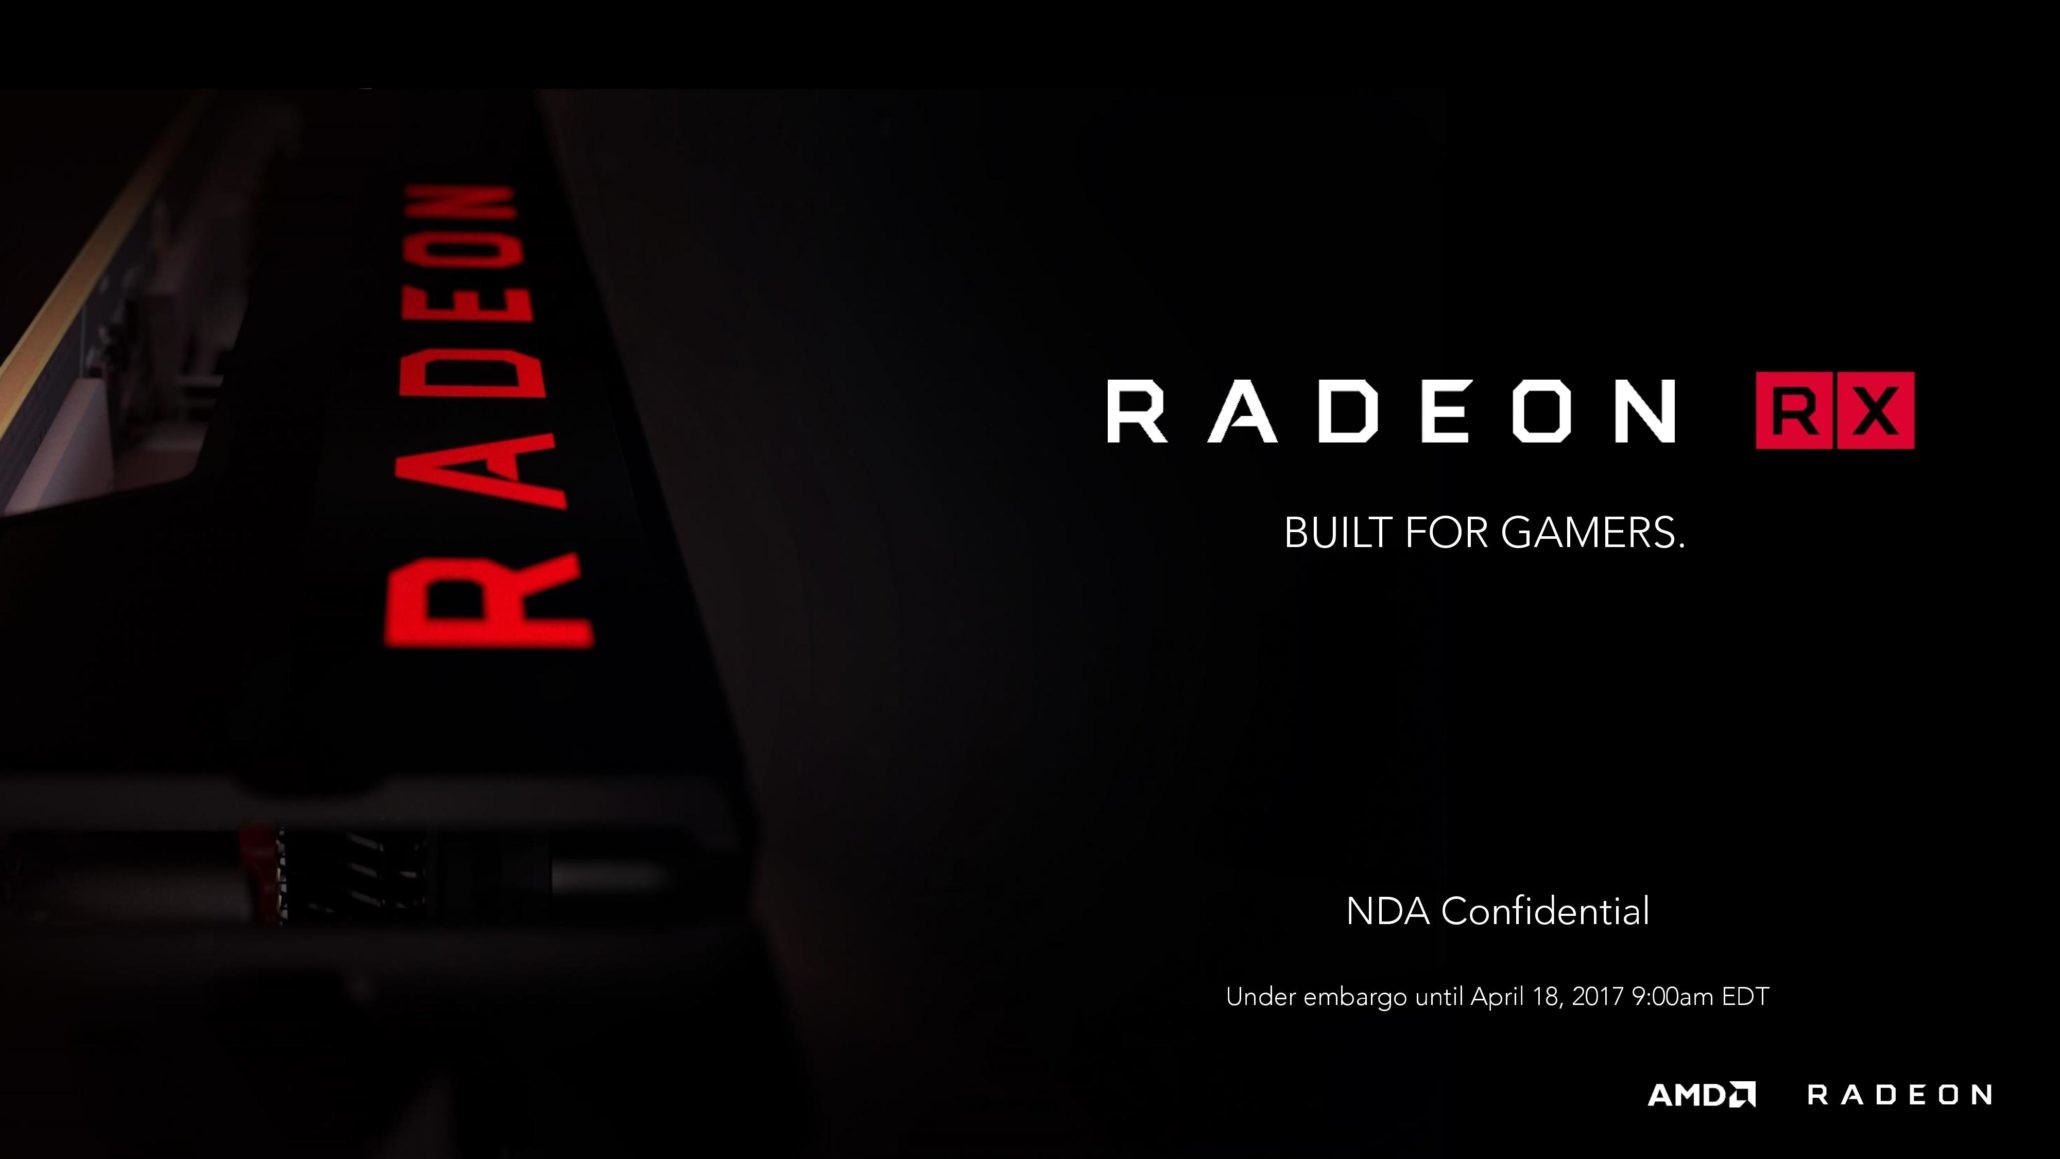 RADEON
RADEON RX
BUILT FOR GAMERS.
NDA Confidential
Under embargo until April 18, 2017 9:00am EDT
AMD RADEON